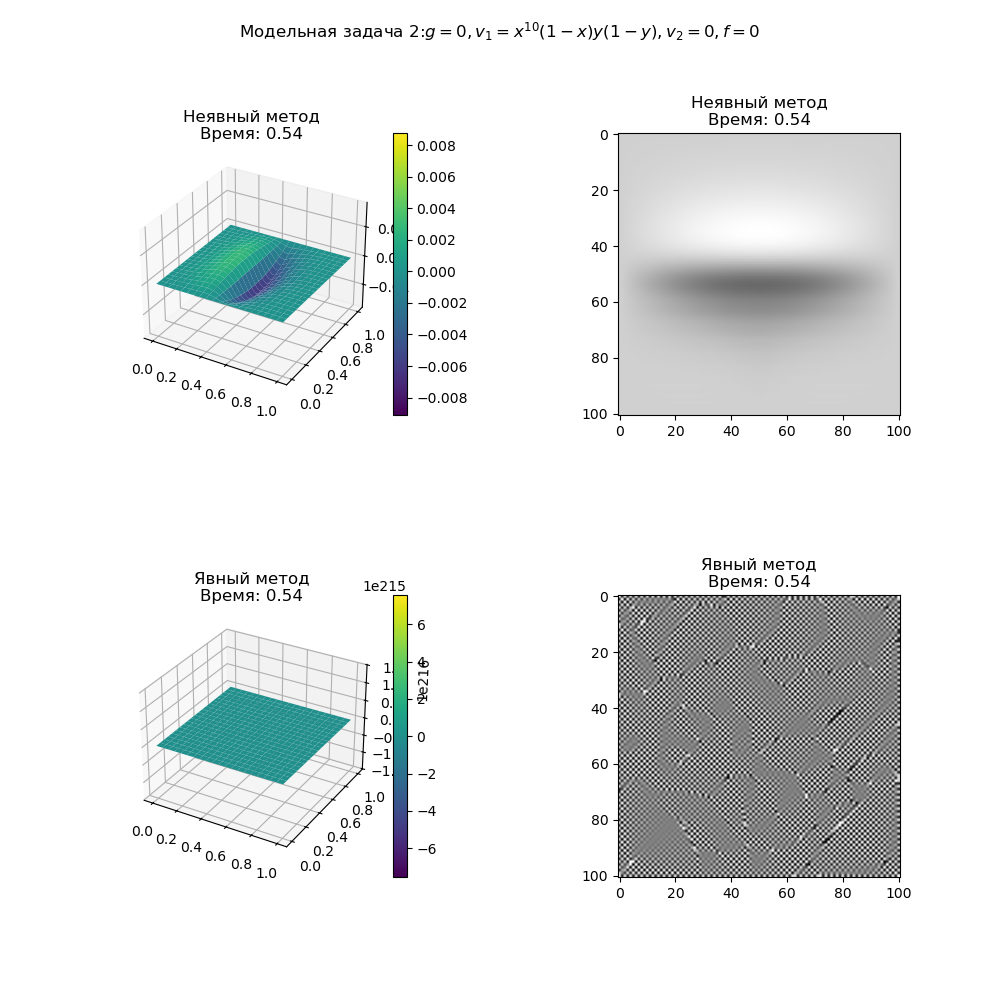 Модельная задача 2:g = 0, v₁ = x¹⁰(1 − x)y(1 − y), v₂ = 0, f = 0
Неявный метод
Время: 0.54
0.008
0.006
0.004
0.002
0.000
−0.002
−0.004
−0.006
−0.008
0.0 0.2 0.4 0.6 0.8 1.0
0.0 0.2 0.4 0.6 0.8 1.0
Неявный метод
Время: 0.54
0
20
40
60
80
100
0 20 40 60 80 100
Явный метод
Время: 0.54
1e215
6
4
2
0
−2
−4
−6
0.0 0.2 0.4 0.6 0.8 1.0
0.0 0.2 0.4 0.6 0.8 1.0
Явный метод
Время: 0.54
0
20
40
60
80
100
0 20 40 60 80 100